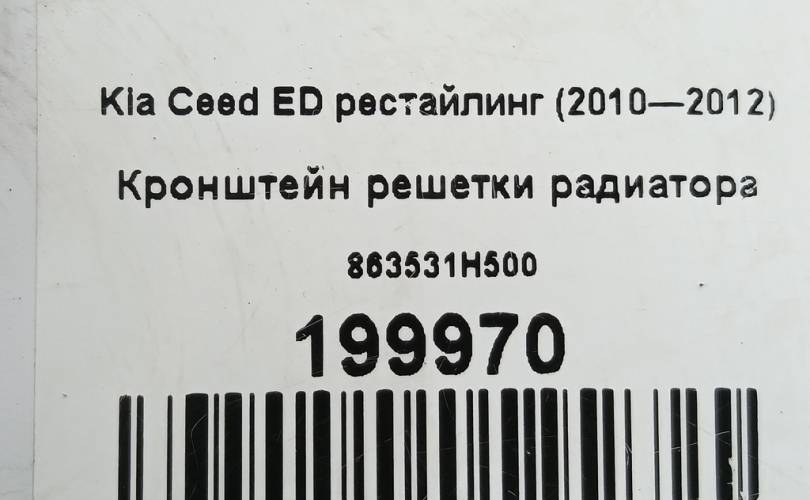 Kia Ceed ED рестайлинг (2010—2012)
Кронштейн решетки радиатора
863531H500
199970